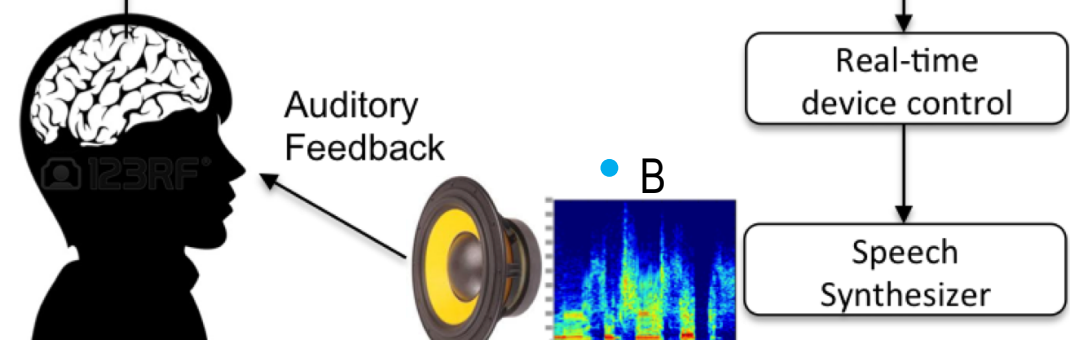 Real-time
device control
Auditory
Feedback
123RF
B
Speech
Synthesizer